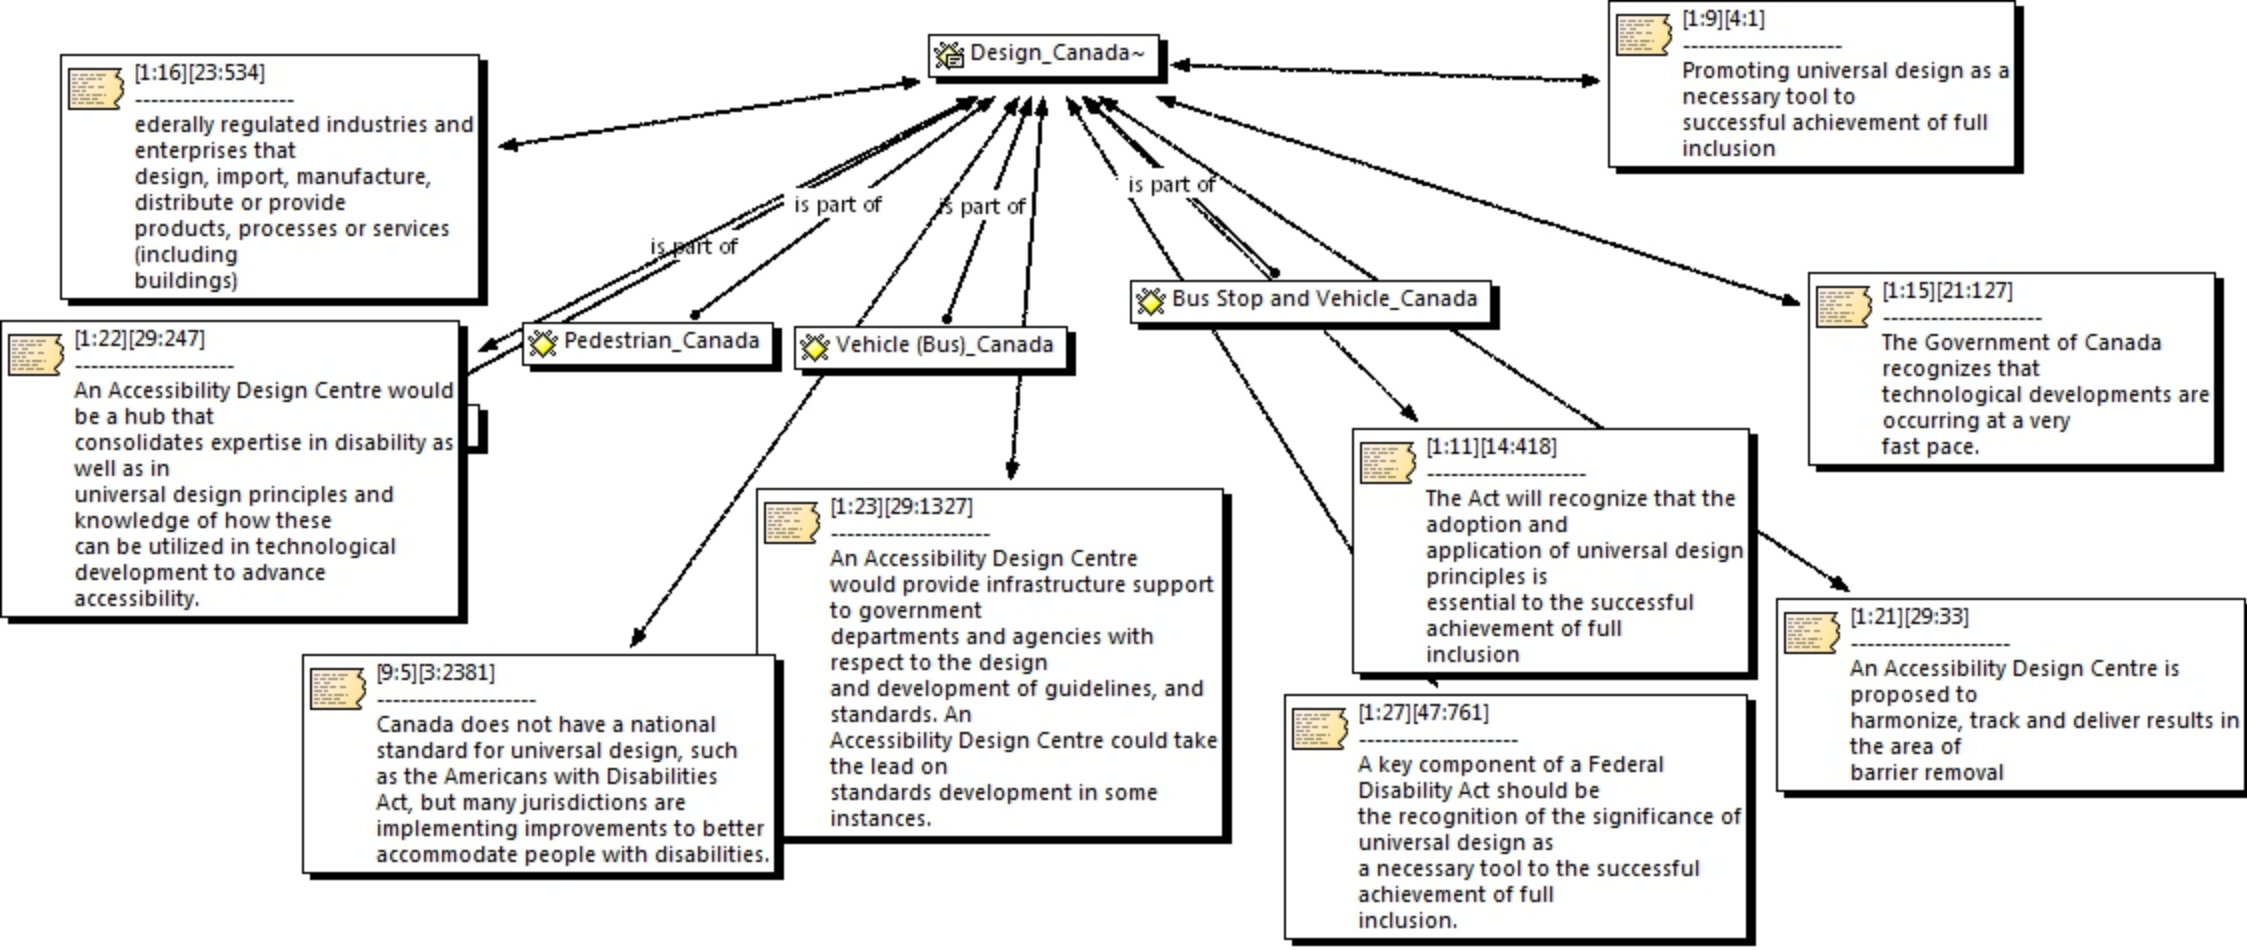 Design_Canada~
[1:9][4:1]
--------------------
Promoting universal design as a
necessary tool to
successful achievement of full
inclusion
[1:16][23:534]
--------------------
ederally regulated industries and
enterprises that
design, import, manufacture,
distribute or provide
products, processes or services
(including
buildings)
is part of
is part of
is part of
is part of
Bus Stop and Vehicle_Canada
Pedestrian_Canada
Vehicle (Bus)_Canada
[1:15][21:127]
--------------------
The Government of Canada
recognizes that
technological developments are
occurring at a very
fast pace.
[1:22][29:247]
--------------------
An Accessibility Design Centre would
be a hub that
consolidates expertise in disability as
well as in
universal design principles and
knowledge of how these
can be utilized in technological
development to advance
accessibility.
[1:11][14:418]
--------------------
The Act will recognize that the
adoption and
application of universal design
principles is
essential to the successful
achievement of full
inclusion
[1:23][29:1327]
--------------------
An Accessibility Design Centre
would provide infrastructure support
to government
departments and agencies with
respect to the design
and development of guidelines, and
standards. An
Accessibility Design Centre could take
the lead on
standards development in some
instances.
[1:21][29:33]
--------------------
An Accessibility Design Centre is
proposed to
harmonize, track and deliver results in
the area of
barrier removal
[9:5][3:2381]
--------------------
Canada does not have a national
standard for universal design, such
as the Americans with Disabilities
Act, but many jurisdictions are
implementing improvements to better
accommodate people with disabilities.
[1:27][47:761]
--------------------
A key component of a Federal
Disability Act should be
the recognition of the significance of
universal design as
a necessary tool to the successful
achievement of full
inclusion.